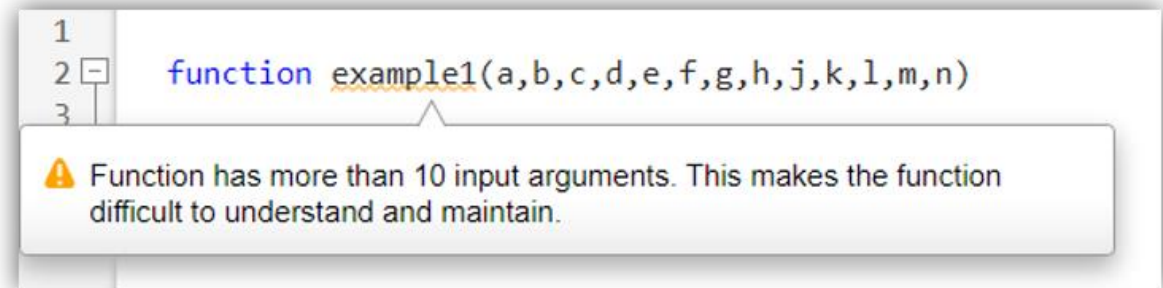 1
2 function example1(a,b,c,d,e,f,g,h,j,k,l,m,n)
3
Function has more than 10 input arguments. This makes the function
difficult to understand and maintain.